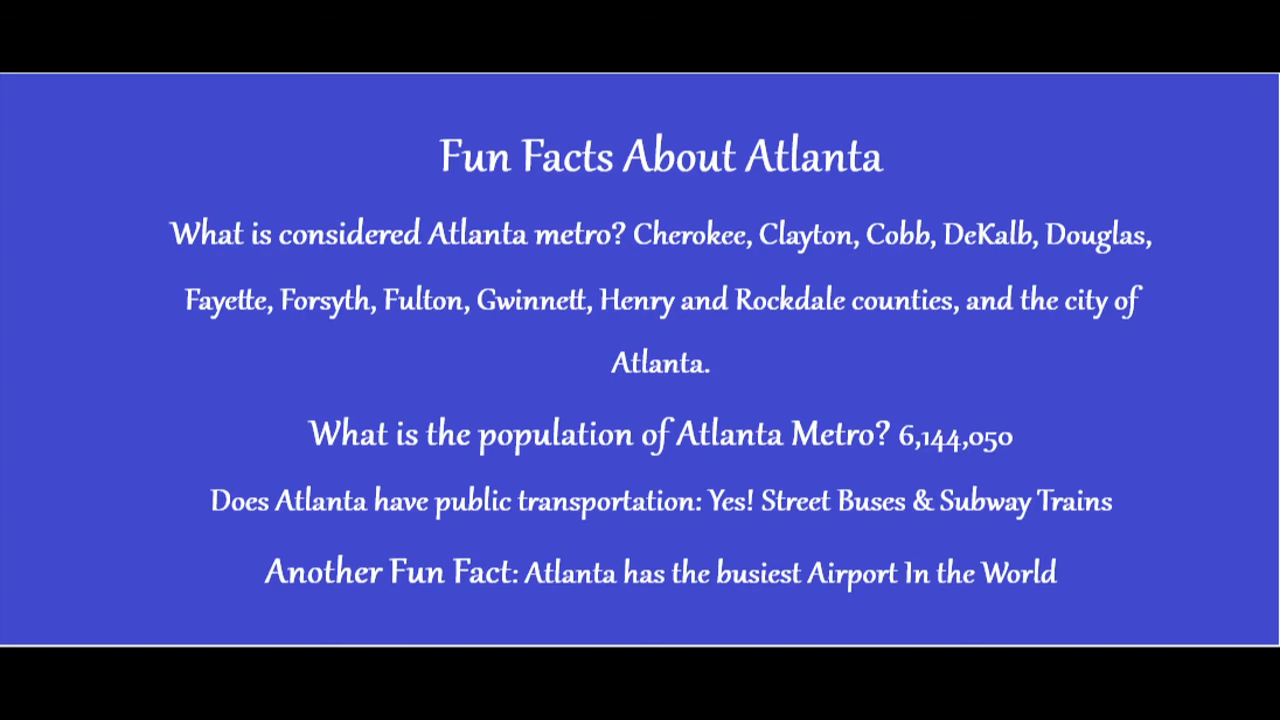 Fun Facts About Atlanta
What is considered Atlanta metro? Cherokee, Clayton, Cobb, DeKalb, Douglas,
Fayette, Forsyth, Fulton, Gwinnett, Henry and Rockdale counties, and the city of
Atlanta.
What is the population of Atlanta Metro? 6,144,050
Does Atlanta have public transportation: Yes! Street Buses & Subway Trains
Another Fun Fact: Atlanta has the busiest Airport In the World